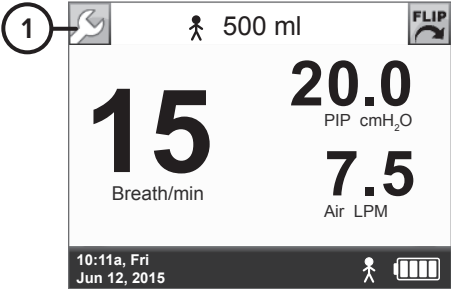 1
500 ml
FLIP
15
Breath/min
20.0
PIP cmH₂O
7.5
Air LPM
10:11a, Fri
Jun 12, 2015